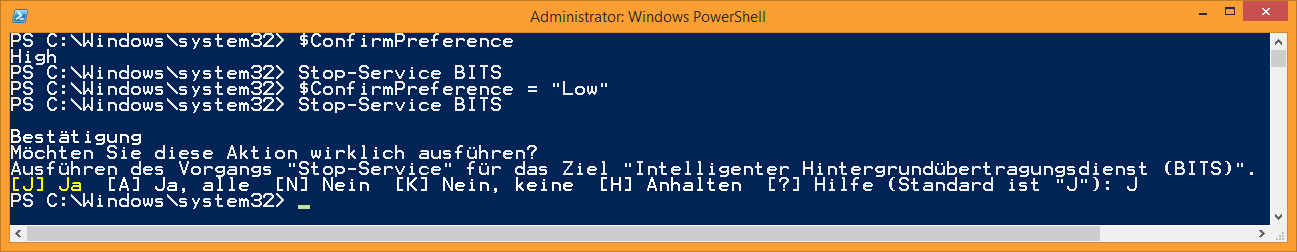 Administrator: Windows PowerShell
PS C:\Windows\system32> $ConfirmPreference
High
PS C:\Windows\system32> Stop-Service BITS
PS C:\Windows\system32> $ConfirmPreference = "Low"
PS C:\Windows\system32> Stop-Service BITS
Bestätigung
Möchten Sie diese Aktion wirklich ausführen?
Ausführen des Vorgangs "Stop-Service" für das Ziel "Intelligenter Hintergrundübertragungsdienst (BITS)".
[J] Ja  [A] Ja, alle  [N] Nein  [K] Nein, keine  [H] Anhalten  [?] Hilfe (Standard ist "J"): J
PS C:\Windows\system32>